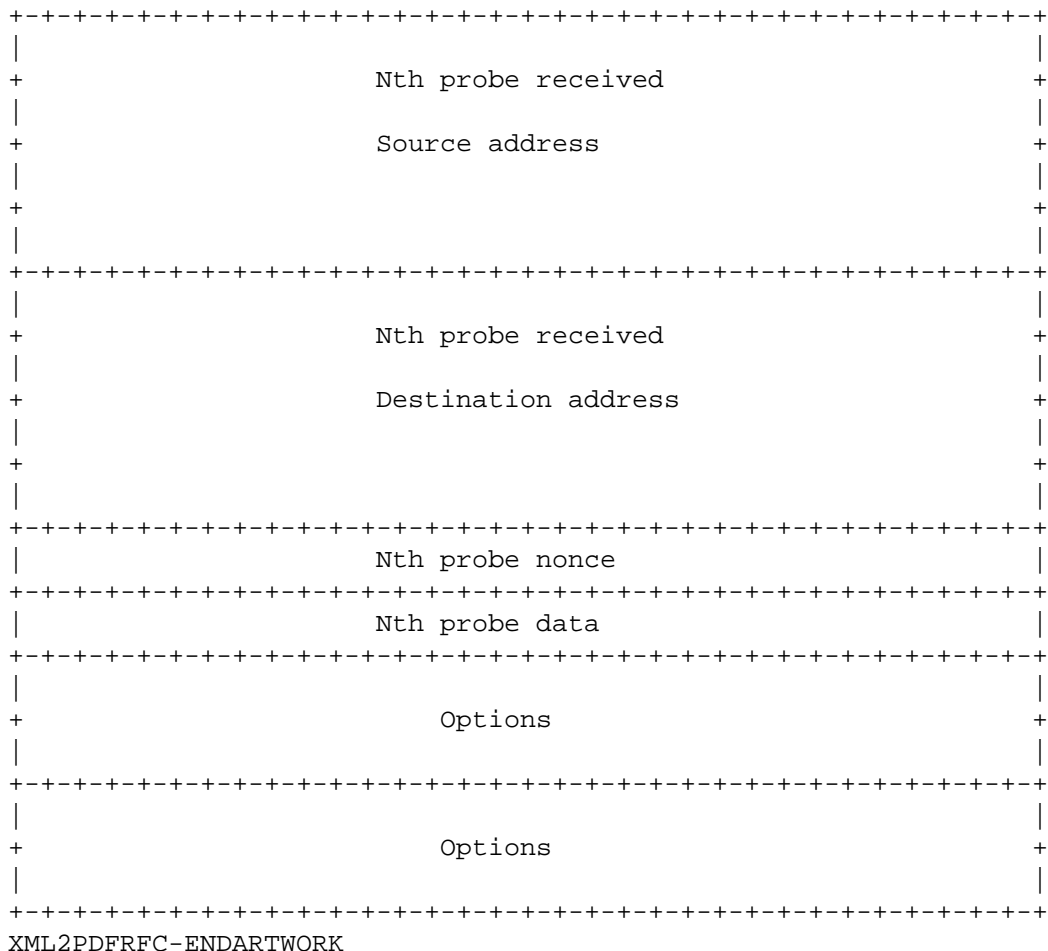 +-+-+-+-+-+-+-+-+-+-+-+-+-+-+-+-+-+-+-+-+-+-+-+-+-+-+-+-+-+-+-+-+
|                                                               |
+                      Nth probe received                       +
|                                                               |
+                      Source address                           +
|                                                               |
+                                                               +
|                                                               |
+-+-+-+-+-+-+-+-+-+-+-+-+-+-+-+-+-+-+-+-+-+-+-+-+-+-+-+-+-+-+-+-+
|                                                               |
+                      Nth probe received                       +
|                                                               |
+                      Destination address                      +
|                                                               |
+                                                               +
|                                                               |
+-+-+-+-+-+-+-+-+-+-+-+-+-+-+-+-+-+-+-+-+-+-+-+-+-+-+-+-+-+-+-+-+
|                      Nth probe nonce                          |
+-+-+-+-+-+-+-+-+-+-+-+-+-+-+-+-+-+-+-+-+-+-+-+-+-+-+-+-+-+-+-+-+
|                      Nth probe data                           |
+-+-+-+-+-+-+-+-+-+-+-+-+-+-+-+-+-+-+-+-+-+-+-+-+-+-+-+-+-+-+-+-+
|                                                               |
+                          Options                              +
|                                                               |
+-+-+-+-+-+-+-+-+-+-+-+-+-+-+-+-+-+-+-+-+-+-+-+-+-+-+-+-+-+-+-+-+
|                                                               |
+                          Options                              +
|                                                               |
+-+-+-+-+-+-+-+-+-+-+-+-+-+-+-+-+-+-+-+-+-+-+-+-+-+-+-+-+-+-+-+-+
XML2PDFRFC-ENDARTWORK